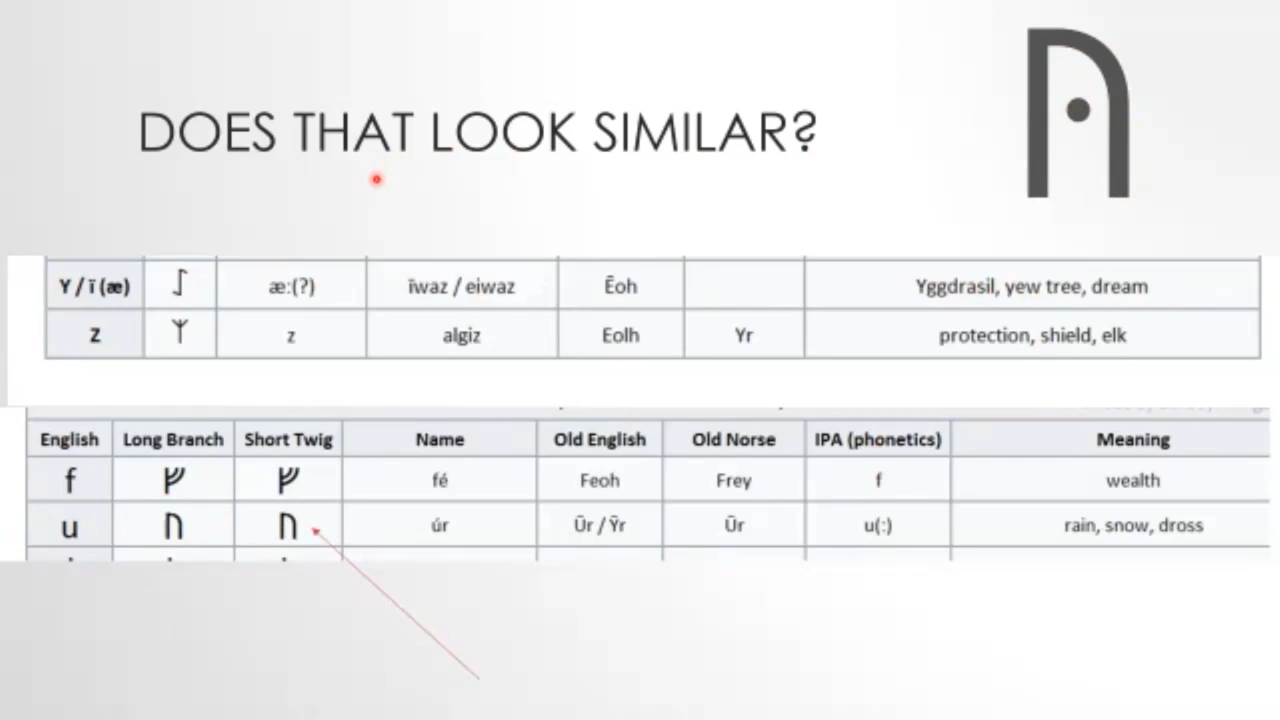 DOES THAT LOOK SIMILAR?
Y / ï (æ) ᛇ æ:(?) ïwaz / eiwaz Ēoh Yggdrasil, yew tree, dream
Z ᛉ z algiz Eolh Yr protection, shield, elk
English Long Branch Short Twig Name Old English Old Norse IPA (phonetics) Meaning
f ᚠ ᚠ fé Feoh Frey f wealth
u ᚢ ᚢ úr Ūr / Ȳr Ūr u(:) rain, snow, dross